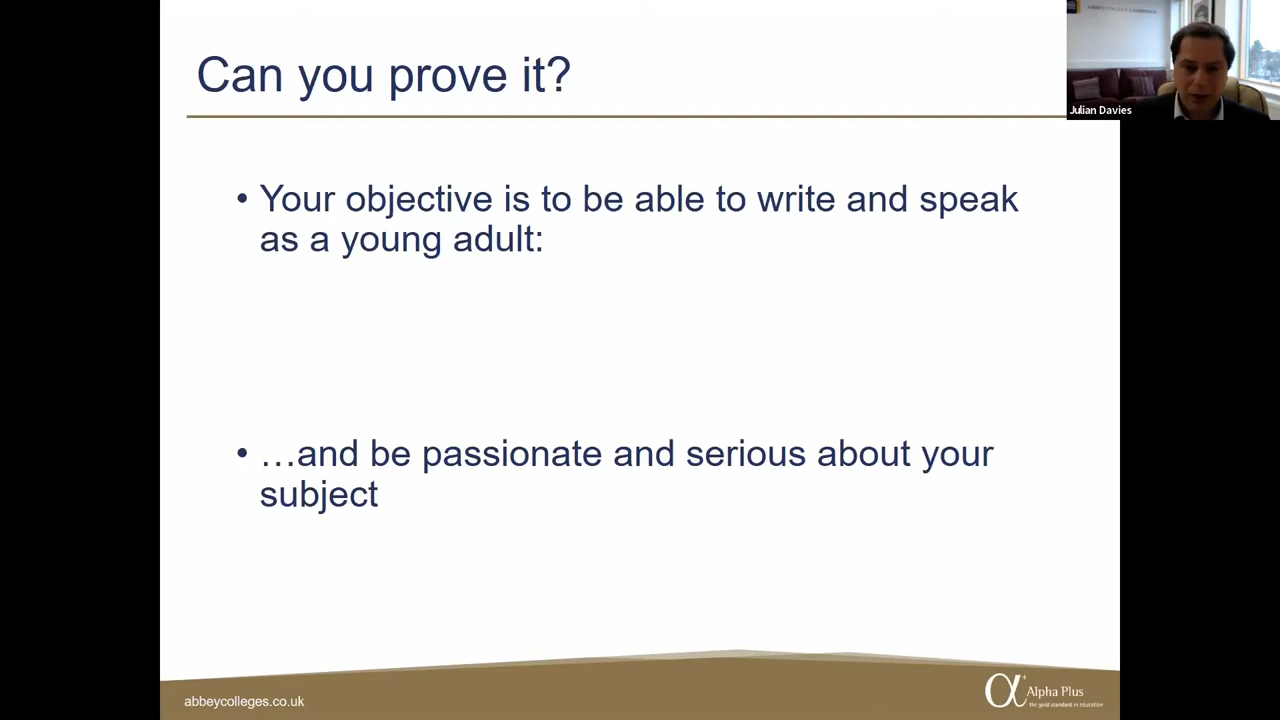 Can you prove it?
Julian Davies
• Your objective is to be able to write and speak
as a young adult:
• …and be passionate and serious about your
subject
abbeycolleges.co.uk
α+ Alpha Plus
the gold standard in education